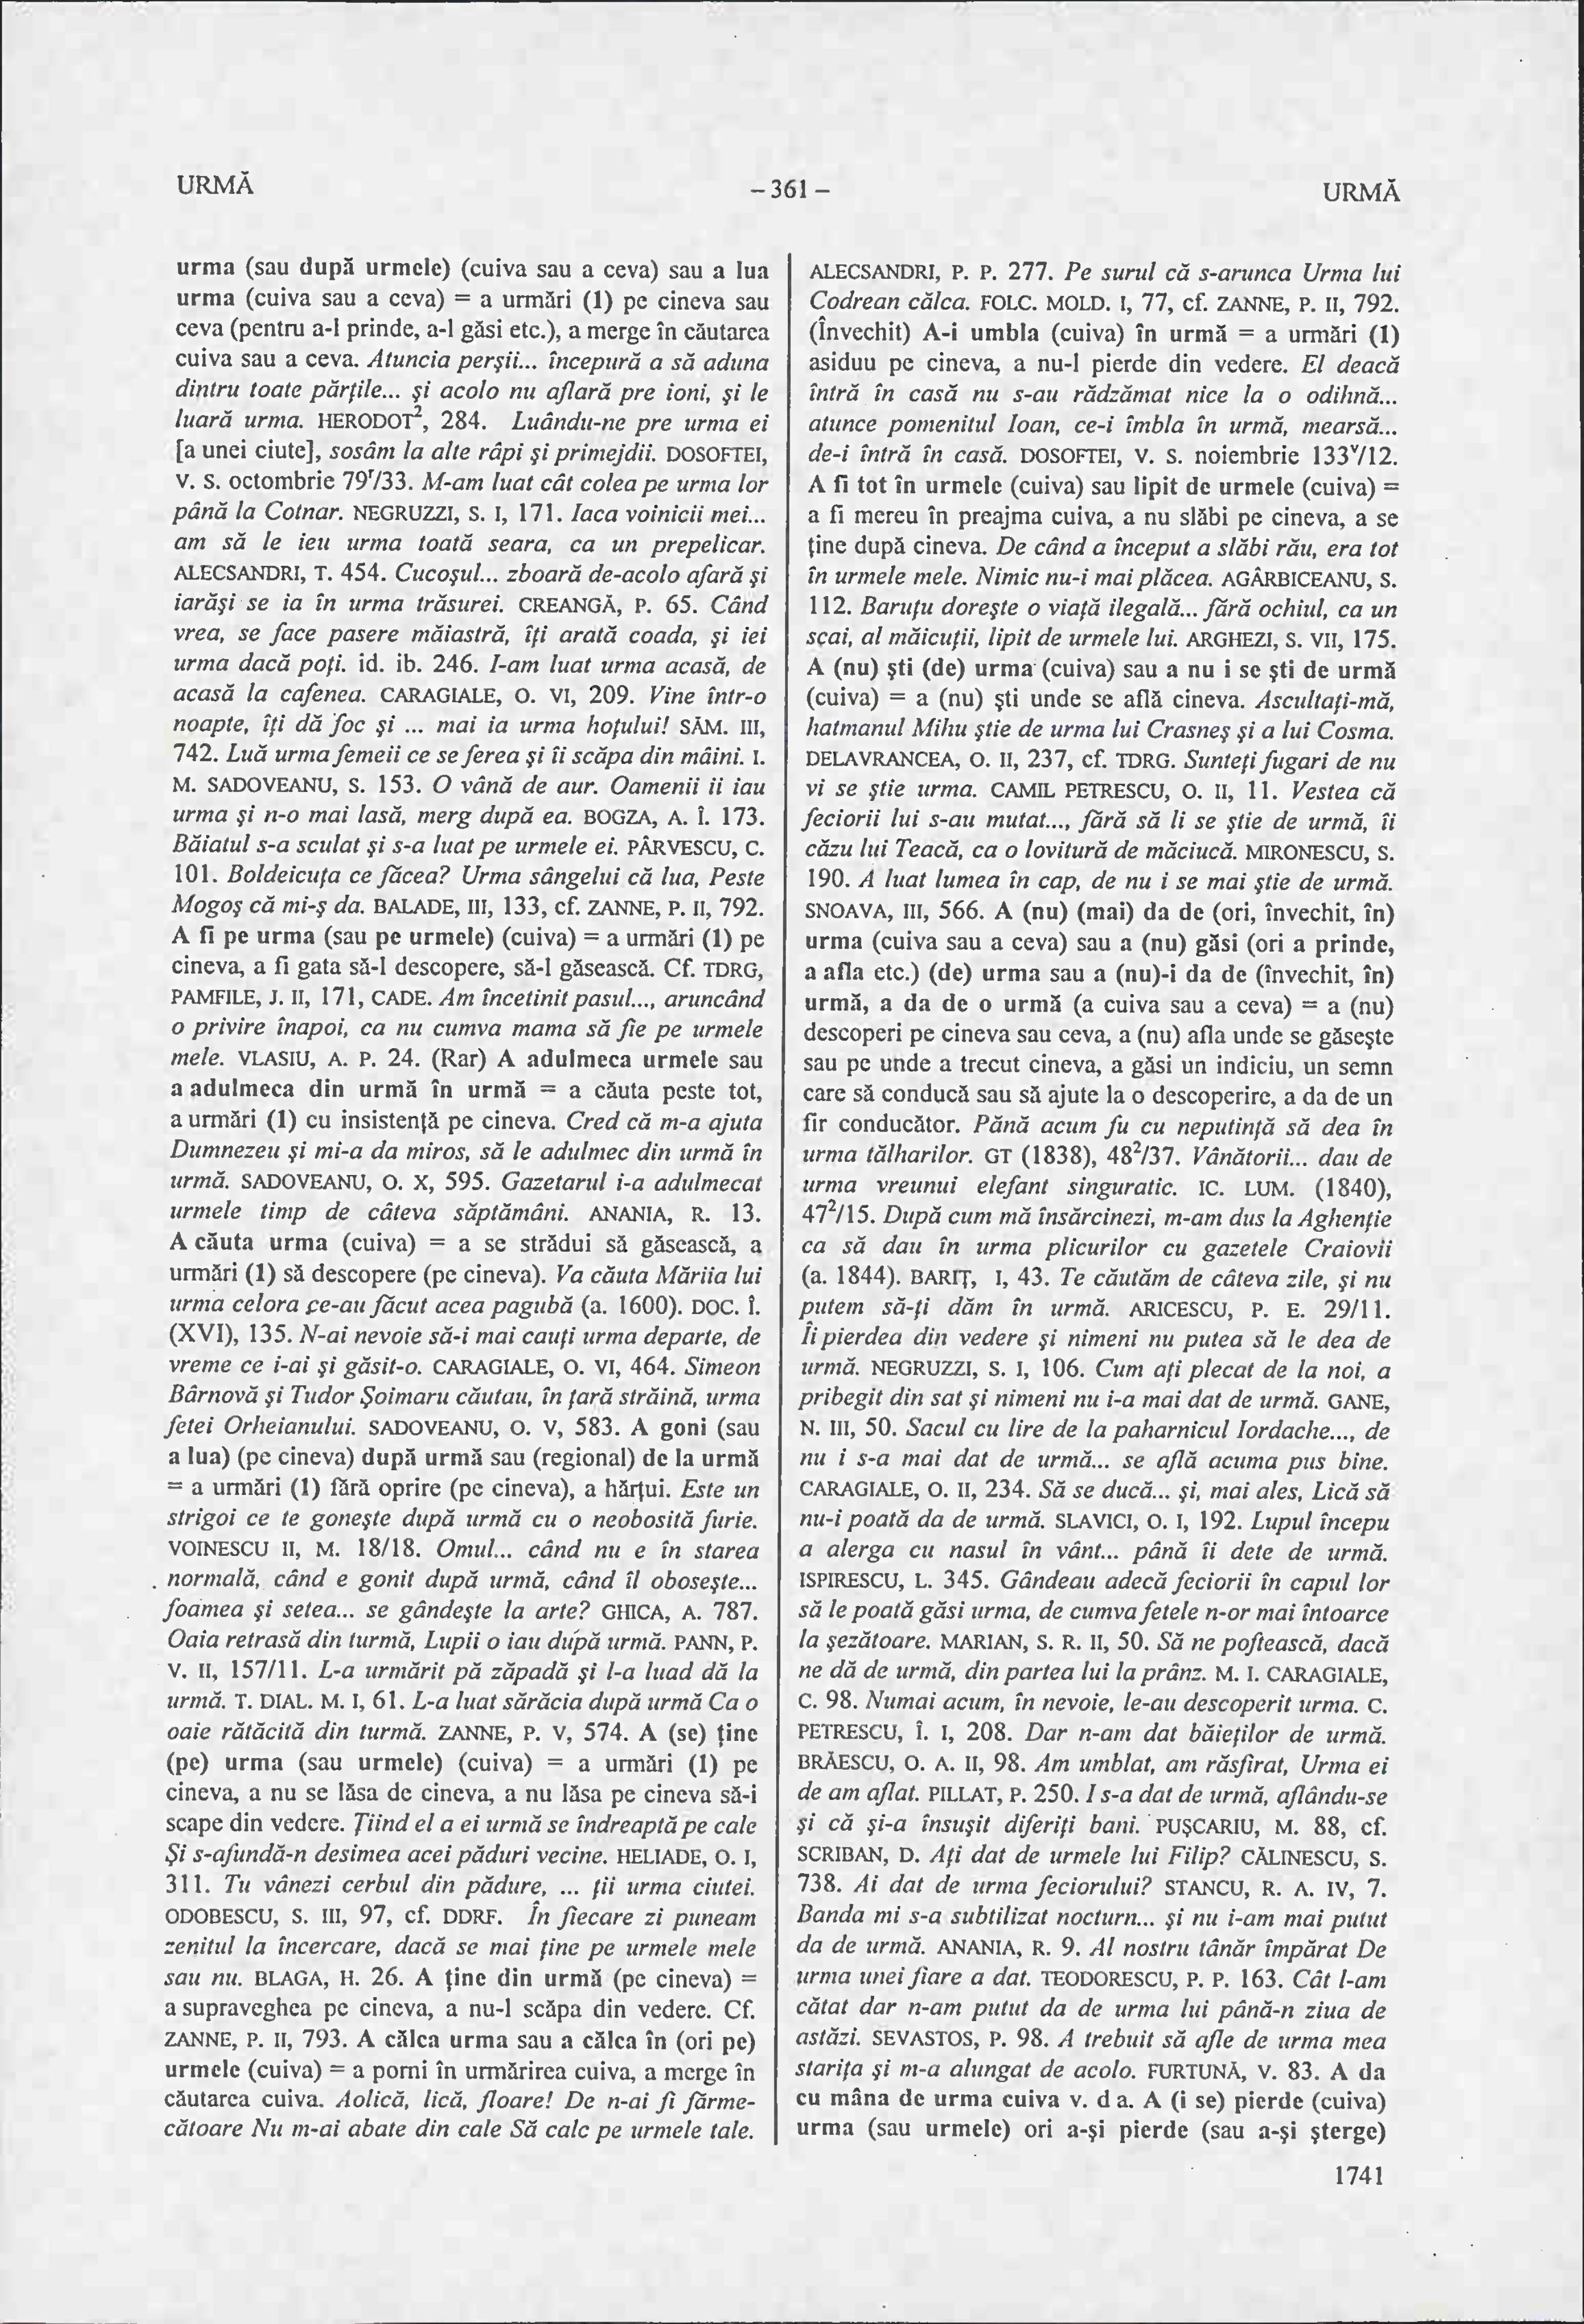 URMĂ
– 361 –
URMĂ
urma (sau după urmele) (cuiva sau a ceva) sau a lua
urma (cuiva sau a ceva) = a urmări (1) pe cineva sau
ceva (pentru a-l prinde, a-l găsi etc.), a merge în căutarea
cuiva sau a ceva. Atuncia perşii... începură a să aduna
dintru toate părţile... şi acolo nu aflară pre ioni, şi le
luară urma. HERODOT², 284. Luându-ne pre urma ei
[a unei ciute], sosâm la alte râpi şi primejdii. DOSOFTEI,
V. S. octombrie 79ʳ/33. M-am luat cât colea pe urma lor
până la Cotnar. NEGRUZZI, S. I, 171. Iaca voinicii mei...
am să le ieu urma toată seara, ca un prepelicar.
ALECSANDRI, T. 454. Cucoşul... zboară de-acolo afară şi
iarăşi se ia în urma trăsurei. CREANGĂ, P. 65. Când
vrea, se face pasere măiastră, îţi arată coada, şi iei
urma dacă poţi. id. ib. 246. I-am luat urma acasă, de
acasă la cafenea. CARAGIALE, O. VI, 209. Vine într-o
noapte, îţi dă foc şi ... mai ia urma hoţului! SĂM. III,
742. Luă urma femeii ce se ferea şi îi scăpa din mâini. I.
M. SADOVEANU, S. 153. O vână de aur. Oamenii ii iau
urma şi n-o mai lasă, merg după ea. BOGZA, A. Î. 173.
Băiatul s-a sculat şi s-a luat pe urmele ei. PÂRVESCU, C.
101. Boldeicuţa ce făcea? Urma sângelui că lua, Peste
Mogoş că mi-ş da. BALADE, III, 133, cf. ZANNE, P. II, 792.
A fi pe urma (sau pe urmele) (cuiva) = a urmări (1) pe
cineva, a fi gata să-l descopere, să-l găsească. Cf. TDRG,
PAMFILE, J. II, 171, CADE. Am încetinit pasul..., aruncând
o privire înapoi, ca nu cumva mama să fie pe urmele
mele. VLASIU, A. P. 24. (Rar) A adulmeca urmele sau
a adulmeca din urmă în urmă = a căuta peste tot,
a urmări (1) cu insistenţă pe cineva. Cred că m-a ajuta
Dumnezeu şi mi-a da miros, să le adulmec din urmă în
urmă. SADOVEANU, O. X, 595. Gazetarul i-a adulmecat
urmele timp de câteva săptămâni. ANANIA, R. 13.
A căuta urma (cuiva) = a se strădui să găsească, a
urmări (1) să descopere (pe cineva). Va căuta Măriia lui
urma celora ce-au făcut acea pagubă (a. 1600). DOC. Î.
(XVI), 135. N-ai nevoie să-i mai cauţi urma departe, de
vreme ce i-ai şi găsit-o. CARAGIALE, O. VI, 464. Simeon
Bârnovă şi Tudor Şoimaru căutau, în ţară străină, urma
fetei Orheianului. SADOVEANU, O. V, 583. A goni (sau
a lua) (pe cineva) după urmă sau (regional) de la urmă
= a urmări (1) fără oprire (pe cineva), a hărţui. Este un
strigoi ce te goneşte după urmă cu o neobosită furie.
VOINESCU II, M. 18/18. Omul... când nu e în starea
normală, când e gonit după urmă, când îl oboseşte...
foamea şi setea... se gândeşte la arte? GHICA, A. 787.
Oaia retrasă din turmă, Lupii o iau după urmă. PANN, P.
V. II, 157/11. L-a urmărit pă zăpadă şi l-a luad dă la
urmă. T. DIAL. M. I, 61. L-a luat sărăcia după urmă Ca o
oaie rătăcită din turmă. ZANNE, P. V, 574. A (se) ţine
(pe) urma (sau urmele) (cuiva) = a urmări (1) pe
cineva, a nu se lăsa de cineva, a nu lăsa pe cineva să-i
scape din vedere. Ţiind el a ei urmă se îndreaptă pe cale
Şi s-afundă-n desimea acei păduri vecine. HELIADE, O. I,
311. Tu vânezi cerbul din pădure, ... ţii urma ciutei.
ODOBESCU, S. III, 97, cf. DDRF. În fiecare zi puneam
zenitul la încercare, dacă se mai ţine pe urmele mele
sau nu. BLAGA, H. 26. A ţine din urmă (pe cineva) =
a supraveghea pe cineva, a nu-l scăpa din vedere. Cf.
ZANNE, P. II, 793. A călca urma sau a călca în (ori pe)
urmele (cuiva) = a porni în urmărirea cuiva, a merge în
căutarea cuiva. Aolică, lică, floare! De n-ai fi fărme-
cătoare Nu m-ai abate din cale Să calc pe urmele tale.
ALECSANDRI, P. P. 277. Pe surul că s-arunca Urma lui
Codrean călca. FOLC. MOLD. I, 77, cf. ZANNE, P. II, 792.
(Învechit) A-i umbla (cuiva) în urmă = a urmări (1)
asiduu pe cineva, a nu-l pierde din vedere. El deacă
întră în casă nu s-au rădzămat nice la o odihnă...
atunce pomenitul Ioan, ce-i îmbla în urmă, mearsă...
de-i întră în casă. DOSOFTEI, V. S. noiembrie 133ᵛ/12.
A fi tot în urmele (cuiva) sau lipit de urmele (cuiva) =
a fi mereu în preajma cuiva, a nu slăbi pe cineva, a se
ţine după cineva. De când a început a slăbi rău, era tot
în urmele mele. Nimic nu-i mai plăcea. AGÂRBICEANU, S.
112. Baruţu doreşte o viaţă ilegală... fără ochiul, ca un
scai, al măicuţii, lipit de urmele lui. ARGHEZI, S. VII, 175.
A (nu) şti (de) urma (cuiva) sau a nu i se şti de urmă
(cuiva) = a (nu) şti unde se află cineva. Ascultaţi-mă,
hatmanul Mihu ştie de urma lui Crasneş şi a lui Cosma.
DELAVRANCEA, O. II, 237, cf. TDRG. Sunteţi fugari de nu
vi se ştie urma. CAMIL PETRESCU, O. II, 11. Vestea că
feciorii lui s-au mutat..., fără să li se ştie de urmă, îi
căzu lui Teacă, ca o lovitură de măciucă. MIRONESCU, S.
190. A luat lumea în cap, de nu i se mai ştie de urmă.
SNOAVA, III, 566. A (nu) (mai) da de (ori, învechit, în)
urma (cuiva sau a ceva) sau a (nu) găsi (ori a prinde,
a afla etc.) (de) urma sau a (nu)-i da de (învechit, în)
urmă, a da de o urmă (a cuiva sau a ceva) = a (nu)
descoperi pe cineva sau ceva, a (nu) afla unde se găseşte
sau pe unde a trecut cineva, a găsi un indiciu, un semn
care să conducă sau să ajute la o descoperire, a da de un
fir conducător. Până acum fu cu neputinţă să dea în
urma tălharilor. GT (1838), 48²/37. Vânătorii... dau de
urma vreunui elefant singuratic. IC. LUM. (1840),
47²/15. După cum mă însărcinezi, m-am dus la Aghenţie
ca să dau în urma plicurilor cu gazetele Craiovii
(a. 1844). BARIŢ, I, 43. Te căutăm de câteva zile, şi nu
putem să-ţi dăm în urmă. ARICESCU, P. E. 29/11.
Îi pierdea din vedere şi nimeni nu putea să le dea de
urmă. NEGRUZZI, S. I, 106. Cum aţi plecat de la noi, a
pribegit din sat şi nimeni nu i-a mai dat de urmă. GANE,
N. III, 50. Sacul cu lire de la paharnicul Iordache..., de
nu i s-a mai dat de urmă... se află acuma pus bine.
CARAGIALE, O. II, 234. Să se ducă... şi, mai ales, Lică să
nu-i poată da de urmă. SLAVICI, O. I, 192. Lupul începu
a alerga cu nasul în vânt... până îi dete de urmă.
ISPIRESCU, L. 345. Gândeau adecă feciorii în capul lor
să le poată găsi urma, de cumva fetele n-or mai întoarce
la şezătoare. MARIAN, S. R. II, 50. Să ne poftească, dacă
ne dă de urmă, din partea lui la prânz. M. I. CARAGIALE,
C. 98. Numai acum, în nevoie, le-au descoperit urma. C.
PETRESCU, Î. I, 208. Dar n-am dat băieţilor de urmă.
BRĂESCU, O. A. II, 98. Am umblat, am răsfirat, Urma ei
de am aflat. PILLAT, P. 250. I s-a dat de urmă, aflându-se
şi că şi-a însuşit diferiţi bani. PUŞCARIU, M. 88, cf.
SCRIBAN, D. Aţi dat de urmele lui Filip? CĂLINESCU, S.
738. Ai dat de urma feciorului? STANCU, R. A. IV, 7.
Banda mi s-a subtilizat nocturn... şi nu i-am mai putut
da de urmă. ANANIA, R. 9. Al nostru tânăr împărat De
urma unei fiare a dat. TEODORESCU, P. P. 163. Cât l-am
cătat dar n-am putut da de urma lui până-n ziua de
astăzi. SEVASTOS, P. 98. A trebuit să afle de urma mea
stariţa şi m-a alungat de acolo. FURTUNĂ, V. 83. A da
cu mâna de urma cuiva v. d a. A (i se) pierde (cuiva)
urma (sau urmele) ori a-şi pierde (sau a-şi şterge)
1741